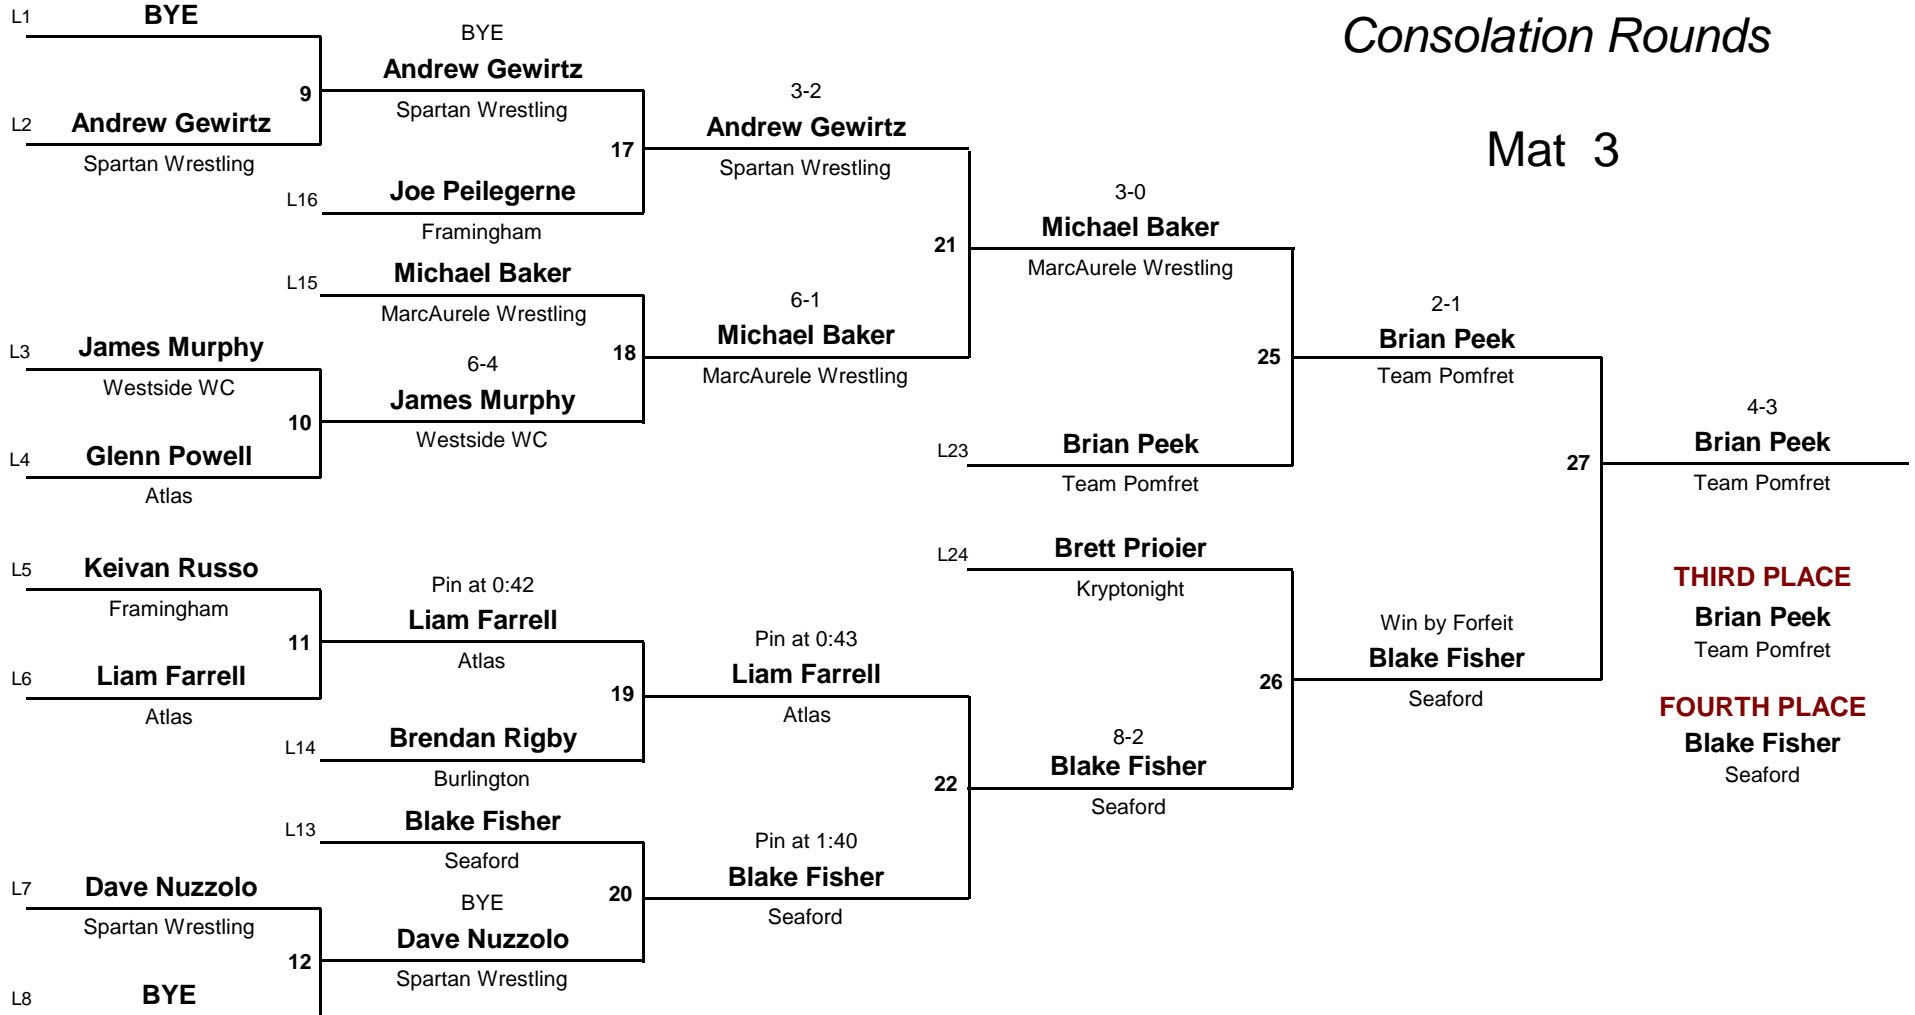 Consolation Rounds
Mat 3
L1 BYE
9
L2 Andrew Gewirtz
Spartan Wrestling
L3 James Murphy
Westside WC
10
L4 Glenn Powell
Atlas
L5 Keivan Russo
Framingham
11
L6 Liam Farrell
Atlas
L7 Dave Nuzzolo
Spartan Wrestling
12
L8 BYE
BYE
Andrew Gewirtz
Spartan Wrestling
17
L16 Joe Peilegerne
Framingham
L15 Michael Baker
MarcAurele Wrestling
18
6-4
James Murphy
Westside WC
Pin at 0:42
Liam Farrell
Atlas
19
L14 Brendan Rigby
Burlington
L13 Blake Fisher
Seaford
20
BYE
Dave Nuzzolo
Spartan Wrestling
3-2
Andrew Gewirtz
Spartan Wrestling
21
6-1
Michael Baker
MarcAurele Wrestling
Pin at 0:43
Liam Farrell
Atlas
22
Pin at 1:40
Blake Fisher
Seaford
3-0
Michael Baker
MarcAurele Wrestling
25
L23 Brian Peek
Team Pomfret
L24 Brett Prioier
Kryptonight
26
8-2
Blake Fisher
Seaford
2-1
Brian Peek
Team Pomfret
27
Win by Forfeit
Blake Fisher
Seaford
4-3
Brian Peek
Team Pomfret
THIRD PLACE
Brian Peek
Team Pomfret
FOURTH PLACE
Blake Fisher
Seaford